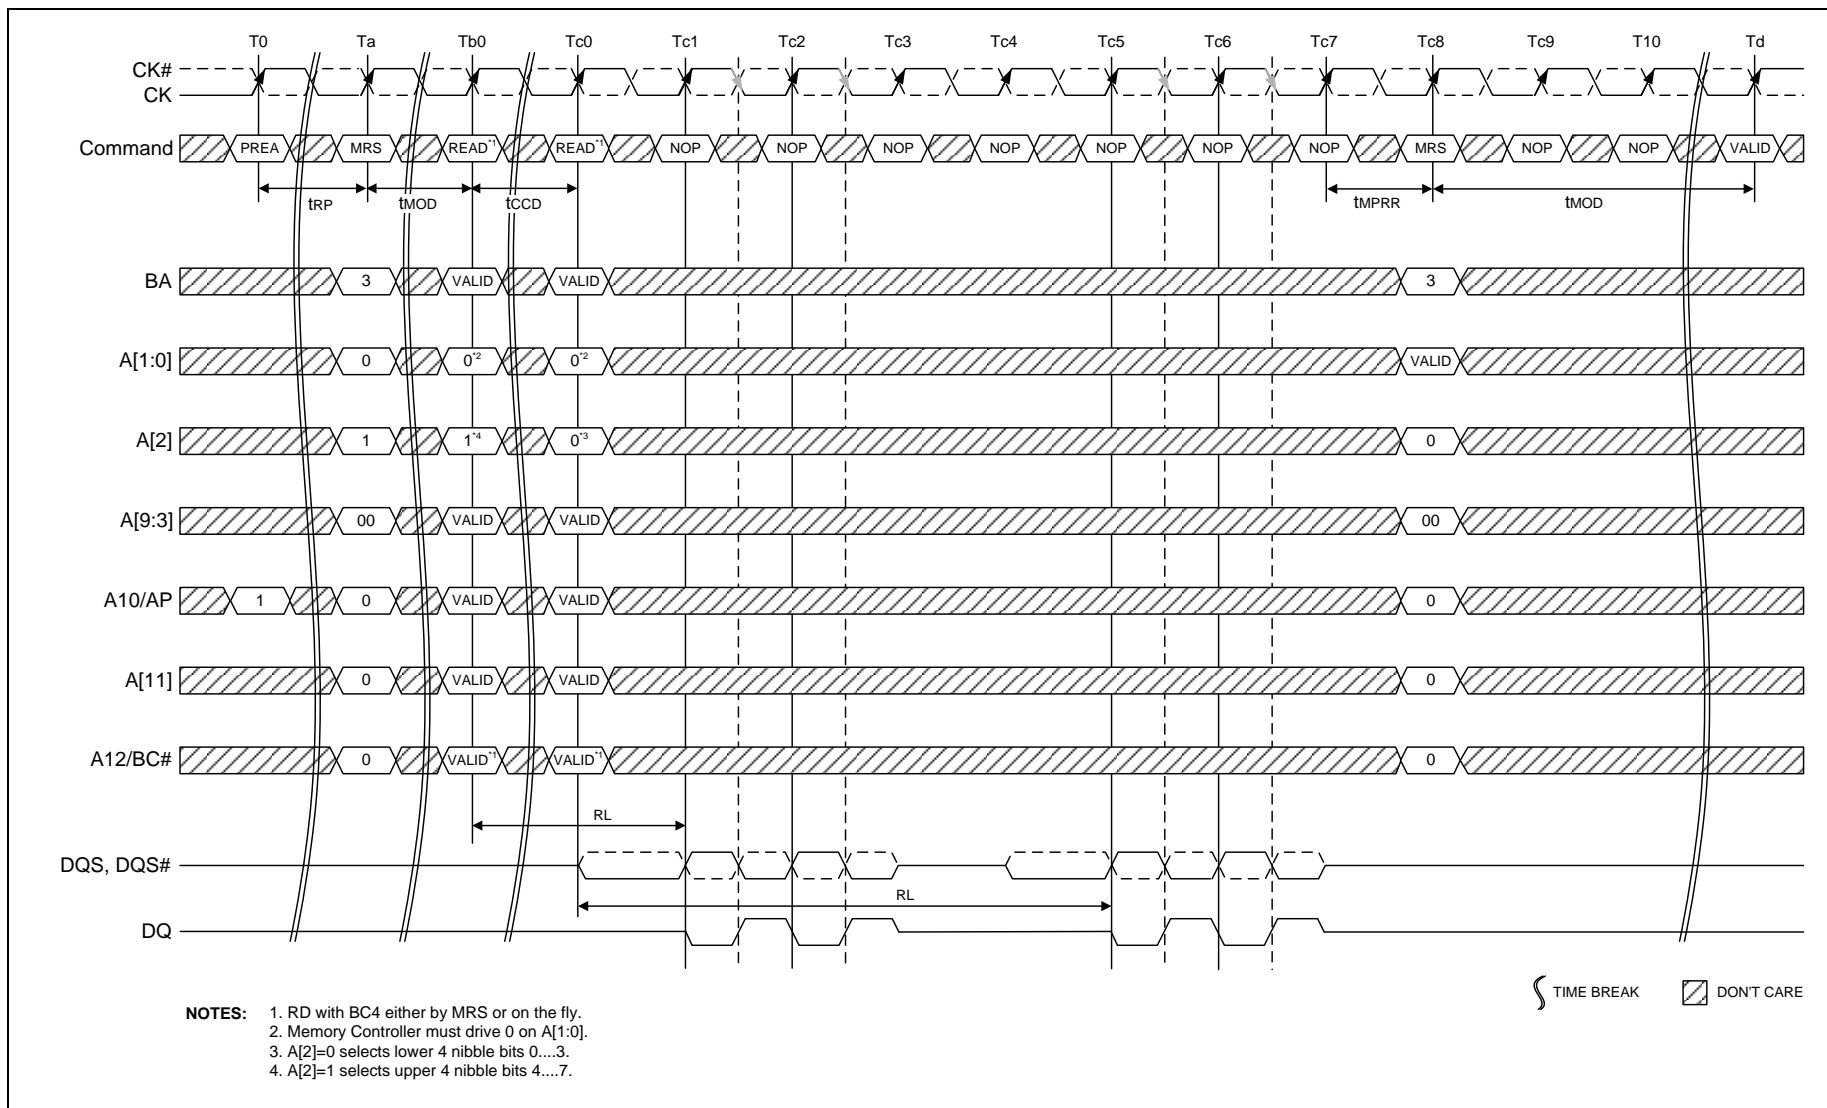 T0 Ta Tb0 Tc0 Tc1 Tc2 Tc3 Tc4 Tc5 Tc6 Tc7 Tc8 Tc9 T10 Td
CK#
CK
Command PREA MRS READ*1 READ*1 NOP NOP NOP NOP NOP NOP NOP MRS NOP NOP VALID
tRP tMOD tCCD tMPRR tMOD
BA 3 VALID VALID 3
A[1:0] 0 0*2 0*2 VALID
A[2] 1 1*4 0*3 0
A[9:3] 00 VALID VALID 00
A10/AP 1 0 VALID VALID 0
A[11] 0 VALID VALID 0
A12/BC# 0 VALID*1 VALID*1 0
RL
DQS, DQS#
RL
DQ
TIME BREAK DON'T CARE
NOTES: 1. RD with BC4 either by MRS or on the fly.
2. Memory Controller must drive 0 on A[1:0].
3. A[2]=0 selects lower 4 nibble bits 0....3.
4. A[2]=1 selects upper 4 nibble bits 4....7.